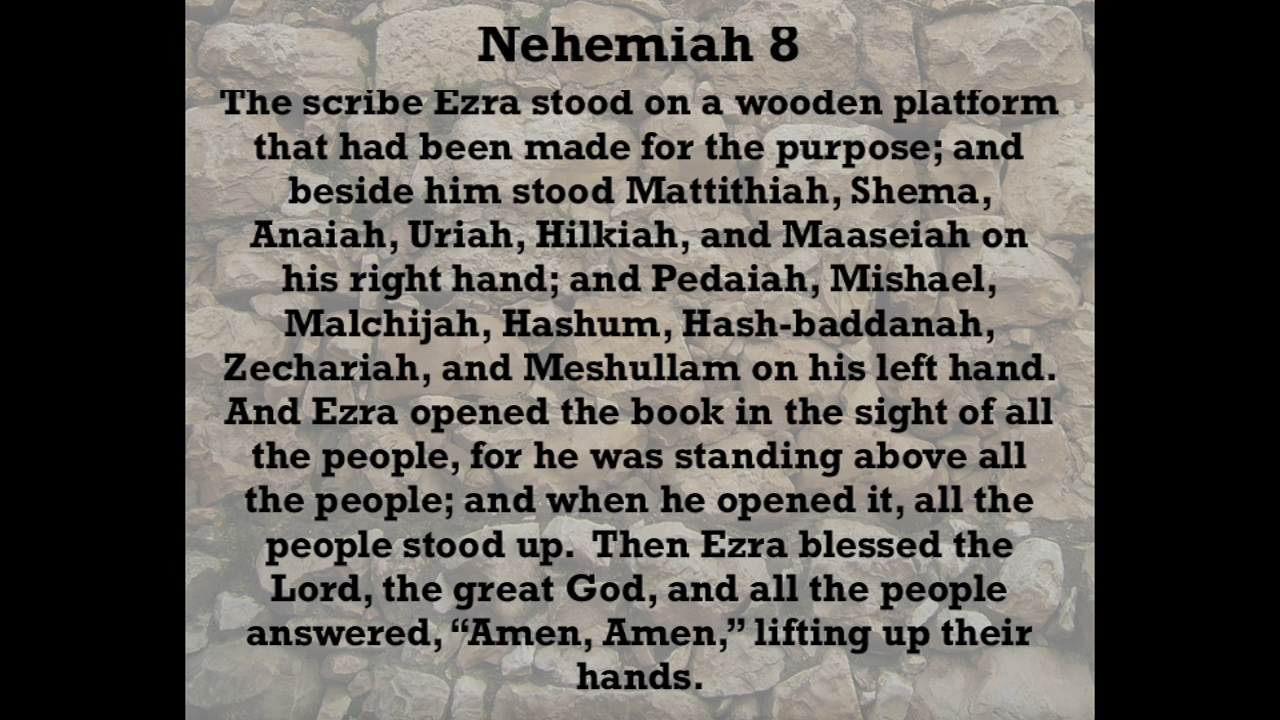 Nehemiah 8
The scribe Ezra stood on a wooden platform
that had been made for the purpose; and
beside him stood Mattithiah, Shema,
Anaiah, Uriah, Hilkiah, and Maaseiah on
his right hand; and Pedaiah, Mishael,
Malchijah, Hashum, Hash-baddanah,
Zechariah, and Meshullam on his left hand.
And Ezra opened the book in the sight of all
the people, for he was standing above all
the people; and when he opened it, all the
people stood up.  Then Ezra blessed the
Lord, the great God, and all the people
answered, “Amen, Amen,” lifting up their
hands.